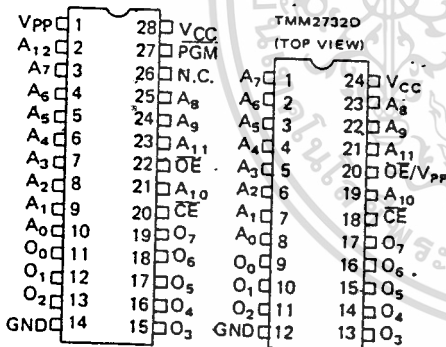 VPP 1 28 VCC
A12 2 27 PGM
A7 3 26 N.C.
A6 4 25 A8
A5 5 24 A9
A4 6 23 A11
A3 7 22 OE
A2 8 21 A10
A1 9 20 CE
A0 10 19 O7
O0 11 18 O6
O1 12 17 O5
O2 13 16 O4
GND 14 15 O3
TMM2732D
(TOP VIEW)
A7 1 24 VCC
A6 2 23 A8
A5 3 22 A9
A4 4 21 A11
A3 5 20 OE/VPP
A2 6 19 A10
A1 7 18 CE
A0 8 17 O7
O0 9 16 O6
O1 10 15 O5
O2 11 14 O4
GND 12 13 O3